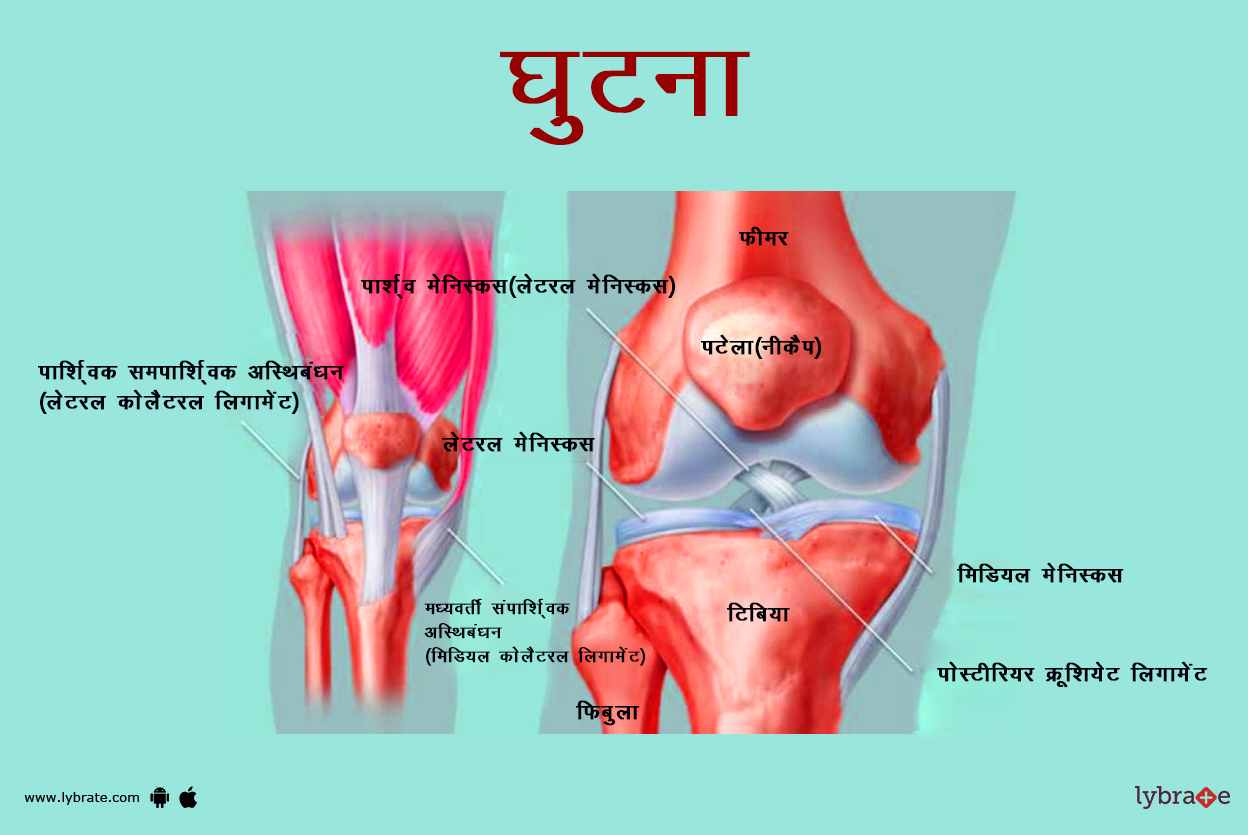 घुटना
फीमर
पार्श्व मेनिस्कस(लेटरल मेनिस्कस)
पटेला(नीकैप)
पार्श्विक समपार्श्विक अस्थिबंधन
(लेटरल कोलैटरल लिगामेंट)
लेटरल मेनिस्कस
मिडियल मेनिस्कस
मध्यवर्ती संपार्श्विक
अस्थिबंधन
(मिडियल कोलैटरल लिगामेंट)
टिबिया
पोस्टीरियर क्रूशियेट लिगामेंट
फिबुला
www.lybrate.com
lybrate